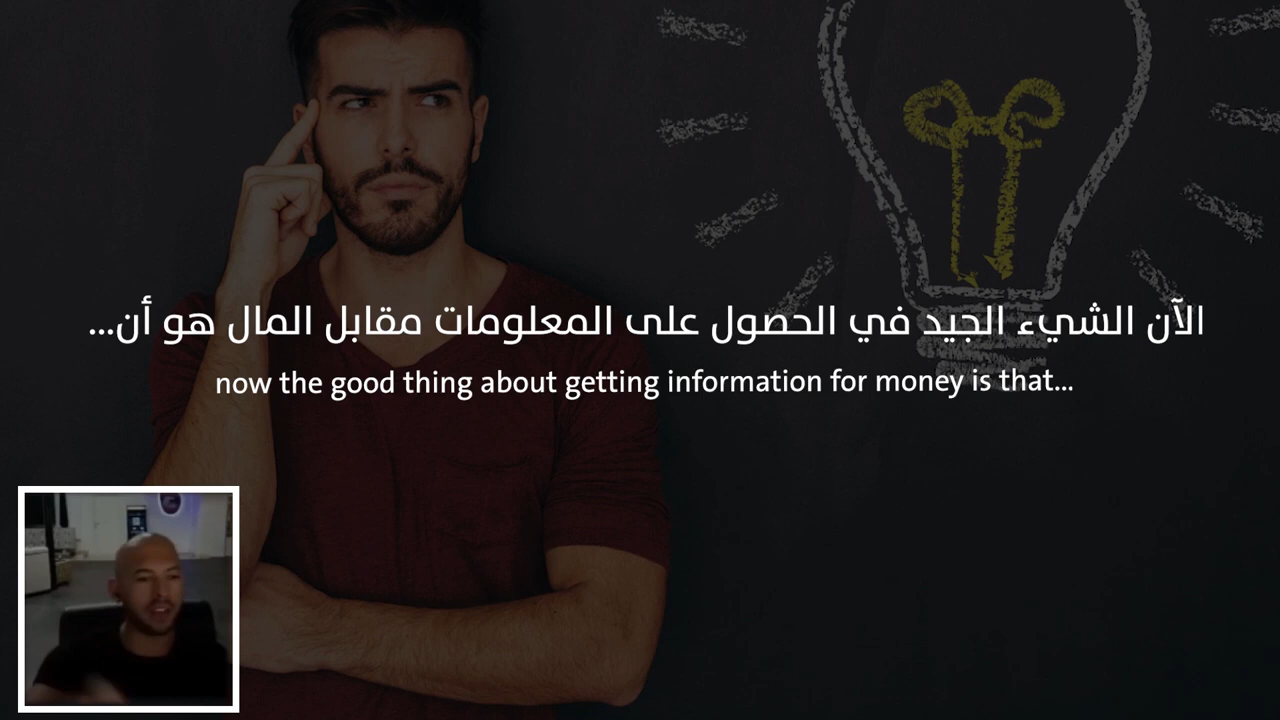 الآن الشيء الجيد في الحصول على المعلومات مقابل المال هو أن...
now the good thing about getting information for money is that...